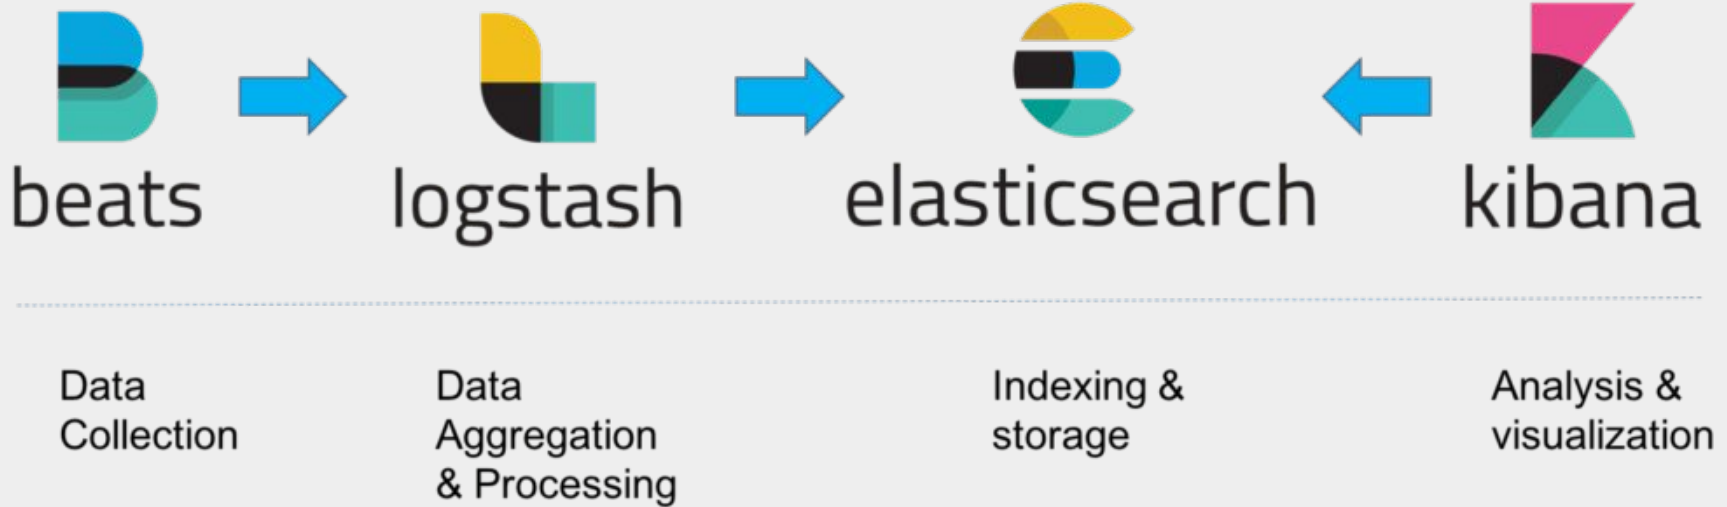 beats
logstash
elasticsearch
kibana
Data
Collection
Data
Aggregation
& Processing
Indexing &
storage
Analysis &
visualization